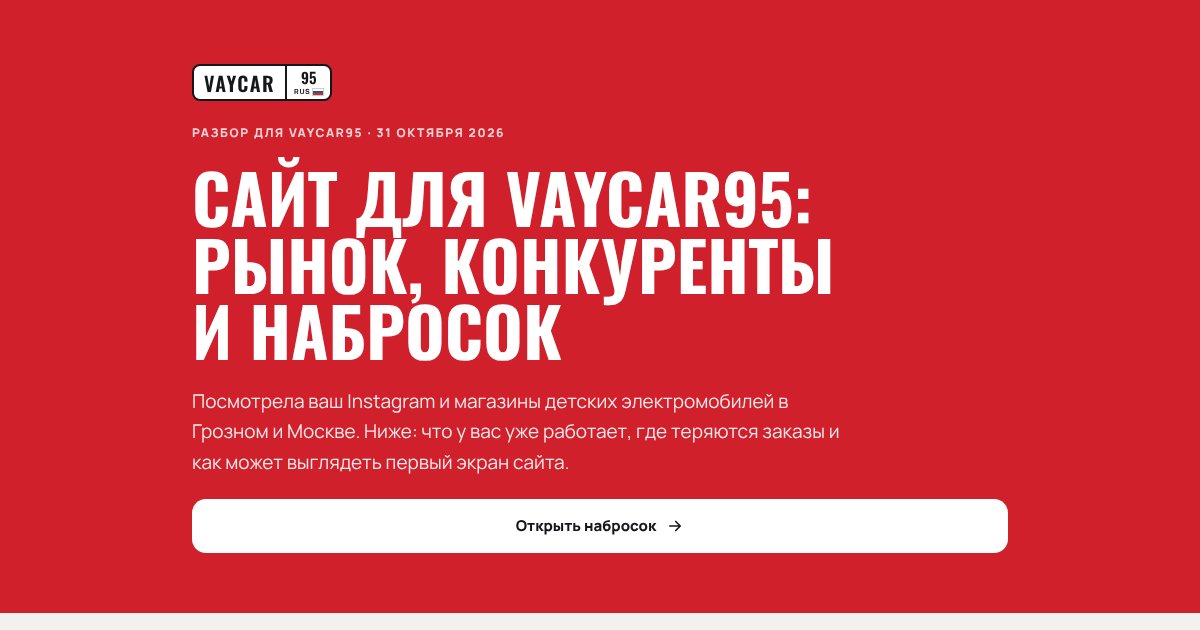 VAYCAR 95
RUS
РАЗБОР ДЛЯ VAYCAR95 · 31 ОКТЯБРЯ 2026
САЙТ ДЛЯ VAYCAR95:
РЫНОК, КОНКУРЕНТЫ
И НАБРОСОК
Посмотрела ваш Instagram и магазины детских электромобилей в
Грозном и Москве. Ниже: что у вас уже работает, где теряются заказы и
как может выглядеть первый экран сайта.
Открыть набросок →